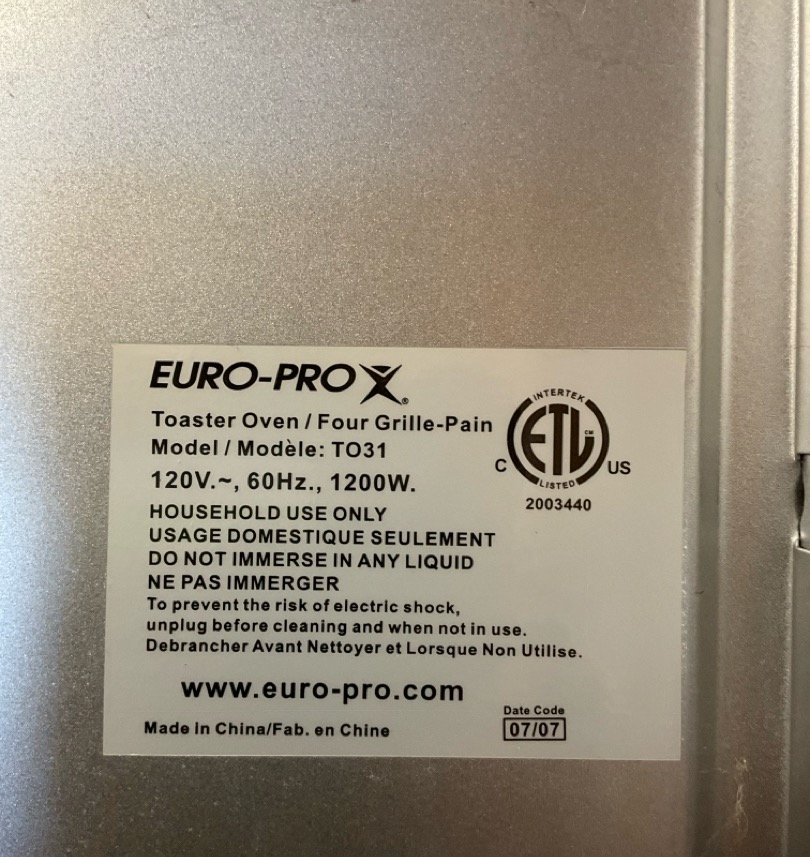 EURO-PRO X®
Toaster Oven / Four Grille-Pain
Model / Modèle: TO31
120V.~, 60Hz., 1200W.
HOUSEHOLD USE ONLY
USAGE DOMESTIQUE SEULEMENT
DO NOT IMMERSE IN ANY LIQUID
NE PAS IMMERGER
To prevent the risk of electric shock,
unplug before cleaning and when not in use.
Debrancher Avant Nettoyer et Lorsque Non Utilise.
www.euro-pro.com
Made in China/Fab. en Chine
INTERTEK
ETL CM
C US
LISTED
2003440
Date Code
07/07